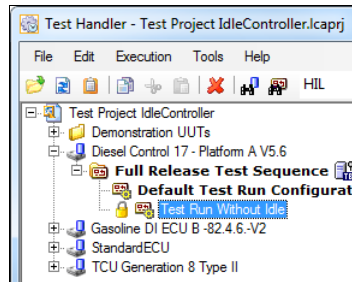 Test Handler - Test Project IdleController.lcaprj
File Edit Execution Tools Help
HIL
Test Project IdleController
Demonstration UUTs
Diesel Control 17 - Platform A V5.6
Full Release Test Sequence
Default Test Run Configurat
Test Run Without Idle
Gasoline DI ECU B -82.4.6.-V2
StandardECU
TCU Generation 8 Type II